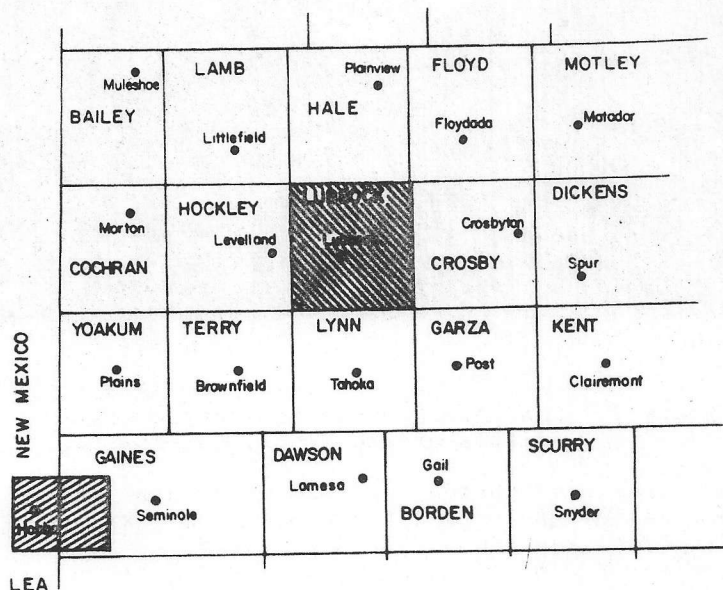 LAMB
Plainview
FLOYD
MOTLEY
Muleshoe
BAILEY
HALE
Littlefield
Floydada
Matador
LUBBOCK
DICKENS
HOCKLEY
Morton
Levelland
Crosbyton
COCHRAN
CROSBY
Spur
YOAKUM
TERRY
LYNN
GARZA
KENT
Plains
Brownfield
Tahoka
Post
Clairemont
NEW MEXICO
GAINES
DAWSON
Gail
SCURRY
Lamesa
Seminole
BORDEN
Snyder
Hobbs
LEA